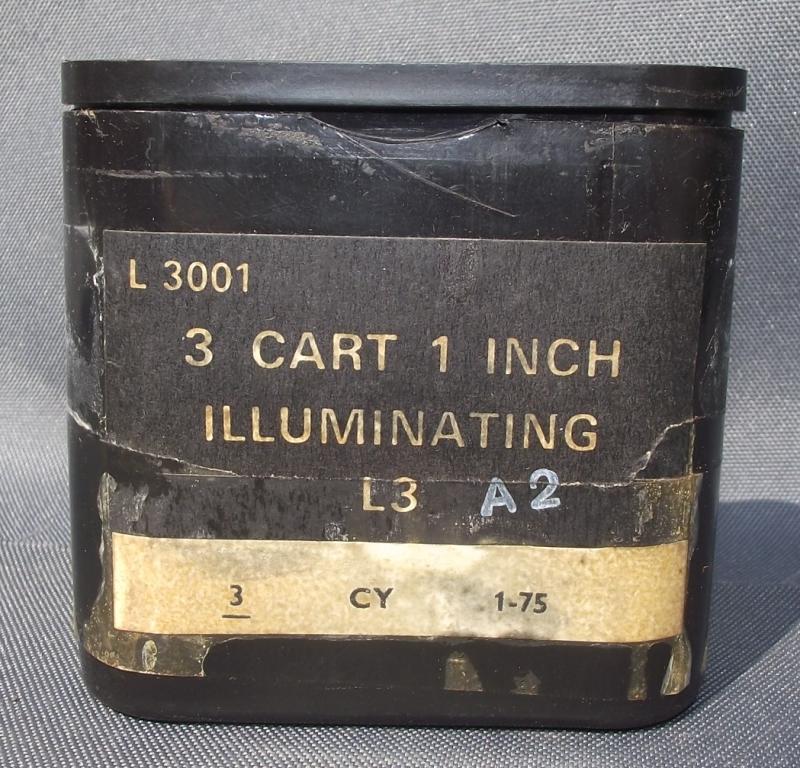 L 3001
3 CART 1 INCH
ILLUMINATING
L3 A2
3 CY 1-75